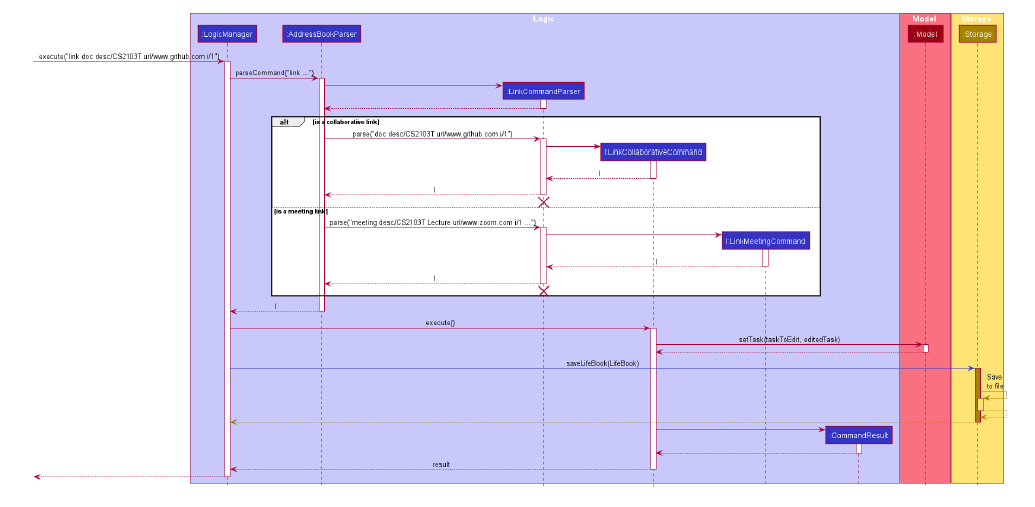 Logic
Model
Storage
:LogicManager
:AddressBookParser
:Model
:Storage
execute("link doc desc/CS2103T url/www.github.com i/1")
parseCommand("link ...")
:LinkCommandParser
alt
[is a collaborative link]
parse("doc desc/CS2103T url/www.github.com i/1")
l:LinkCollaborativeCommand
l
l
[is a meeting link]
parse("meeting desc/CS2103T Lecture url/www.zoom.com i/1 ...")
l:LinkMeetingCommand
l
l
l
execute()
setTask(taskToEdit, editedTask)
saveLifeBook(LifeBook)
Save
to file
:CommandResult
result